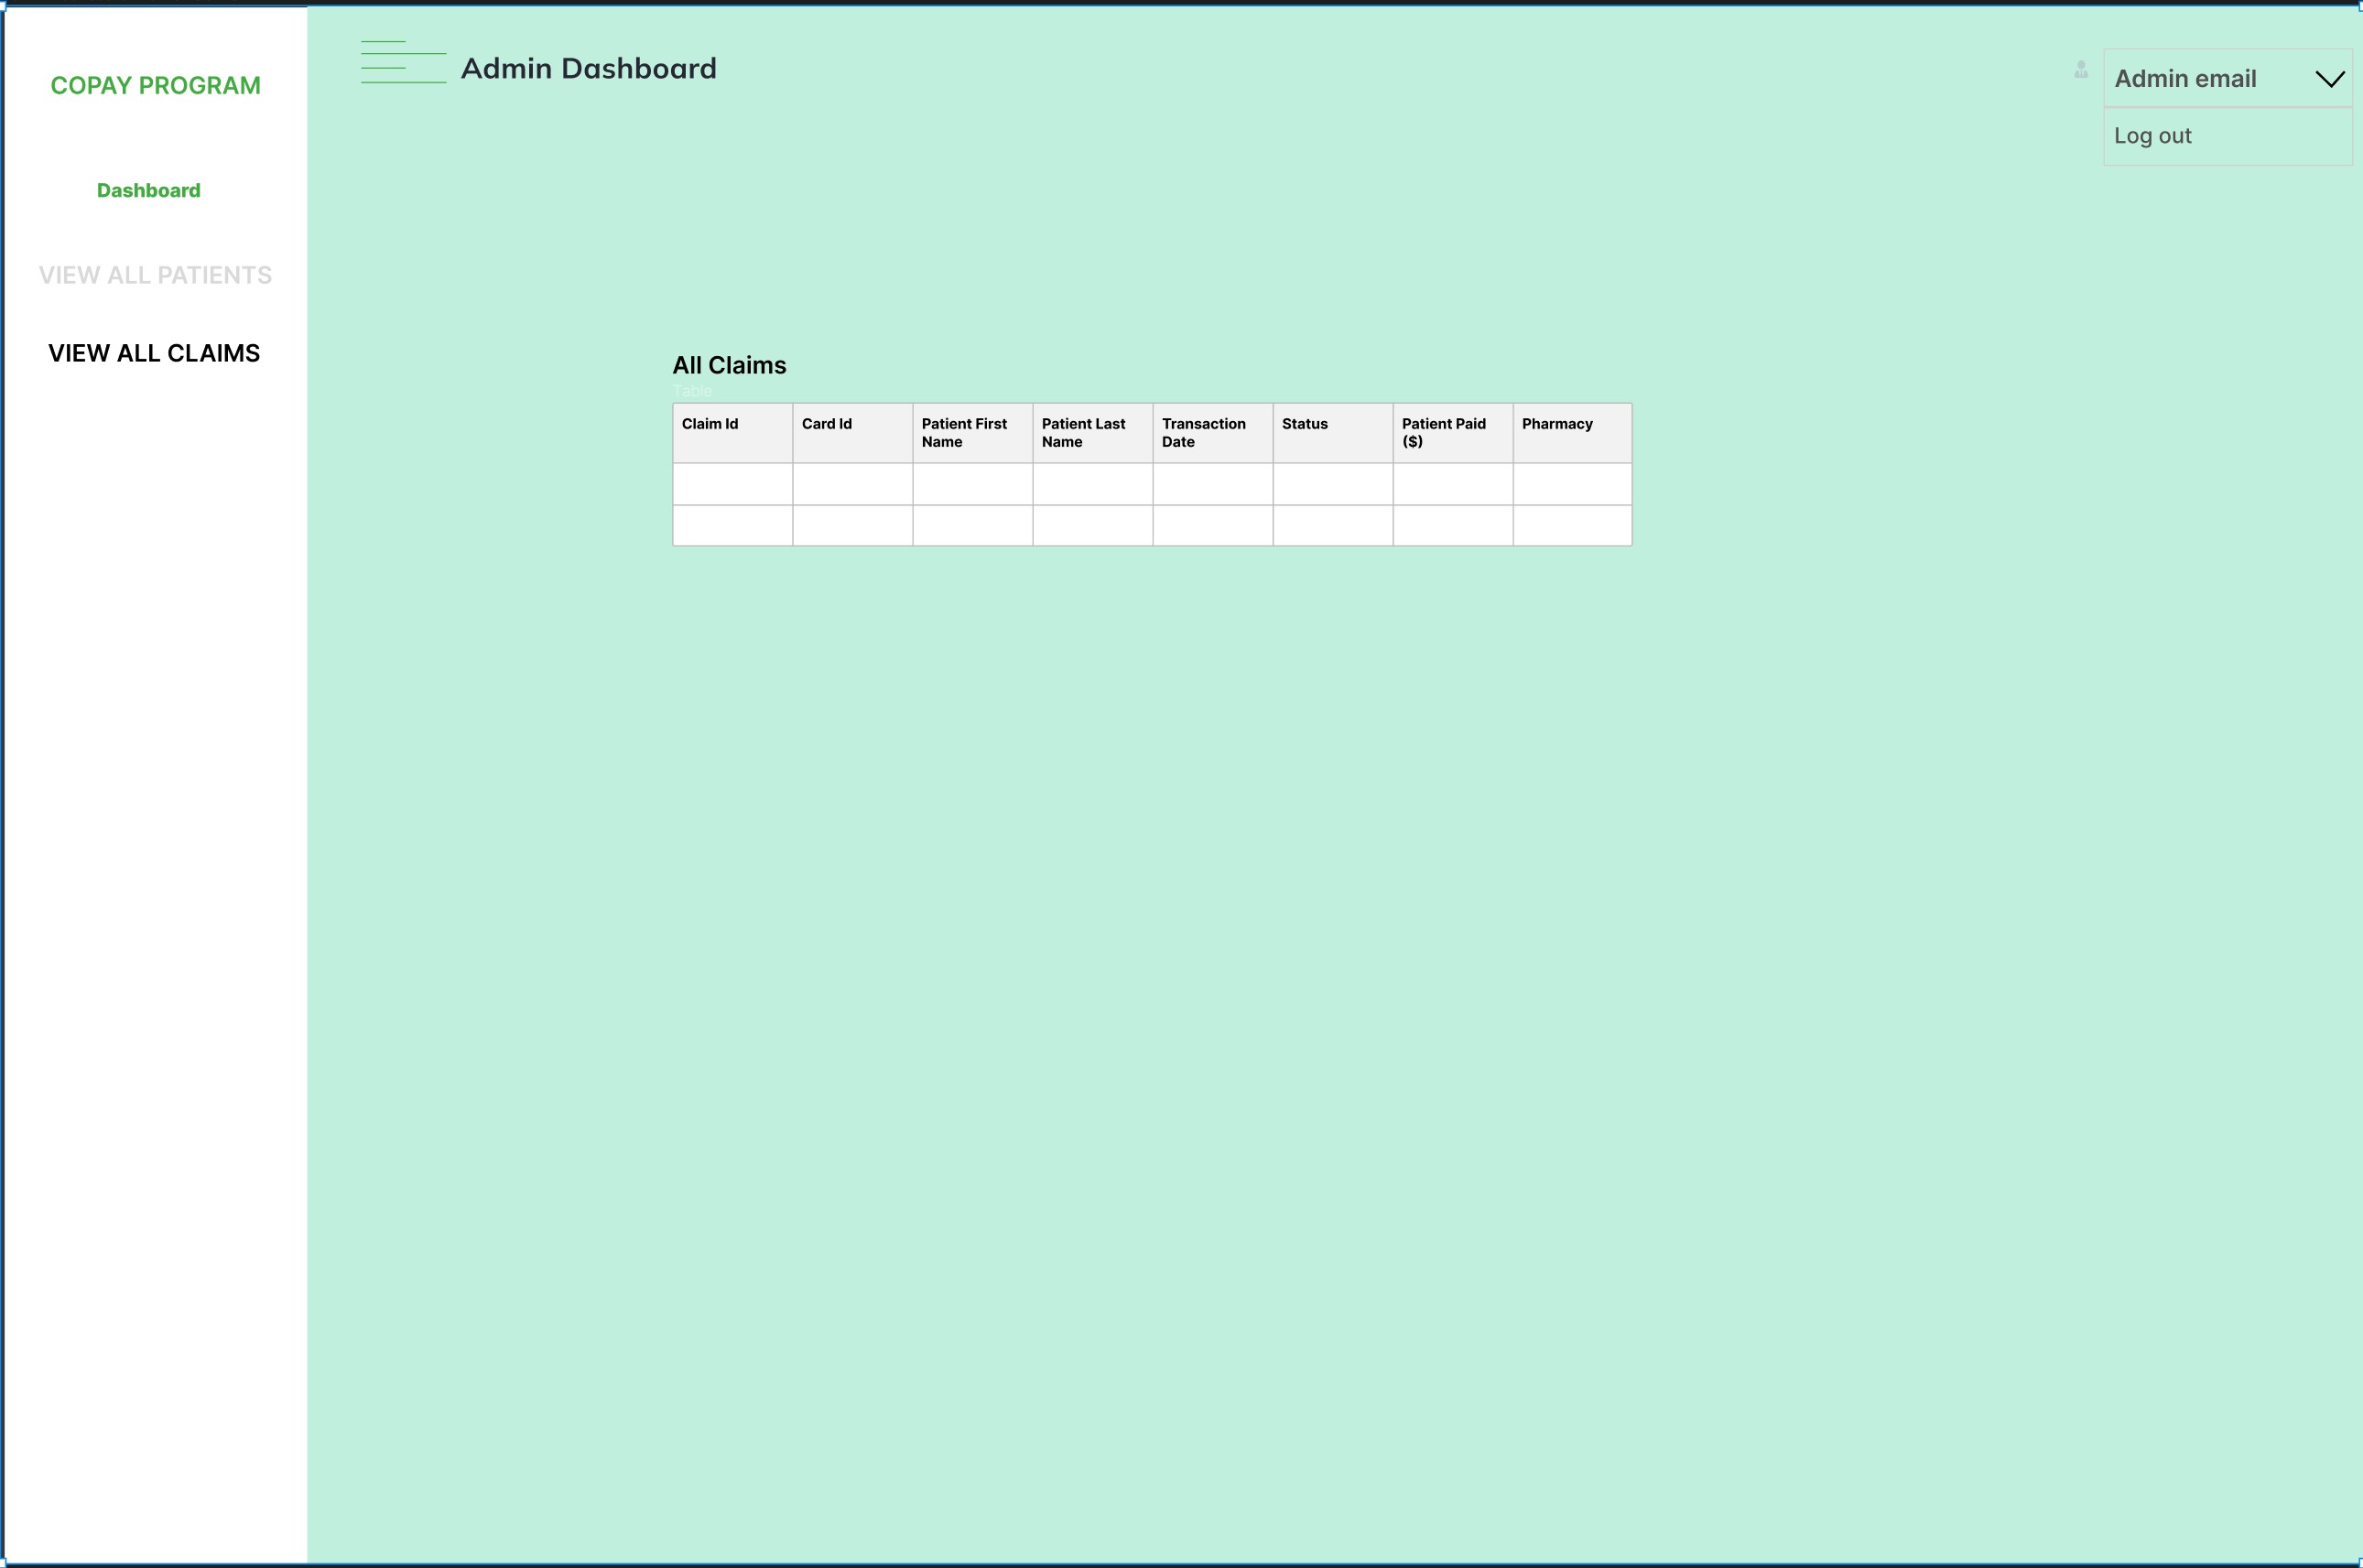 COPAY PROGRAM
Dashboard
VIEW ALL PATIENTS
VIEW ALL CLAIMS
Admin Dashboard
Admin email
Log out
All Claims
Table
Claim Id
Card Id
Patient First
Name
Patient Last
Name
Transaction
Date
Status
Patient Paid
($)
Pharmacy